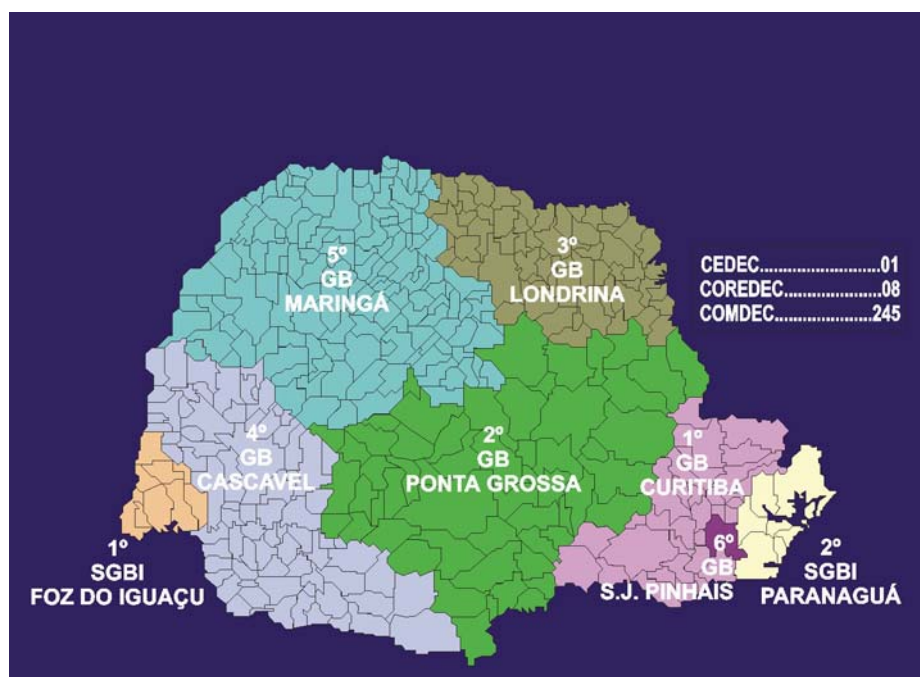 5º
GB
MARINGÁ
3º
GB
LONDRINA
CEDEC............................01
COREDEC......................08
COMDEC.......................245
4º
GB
CASCAVEL
2º
GB
PONTA GROSSA
1º
GB
CURITIBA
1º
SGBI
FOZ DO IGUAÇU
6º
GB
S.J. PINHAIS
2º
SGBI
PARANAGUÁ